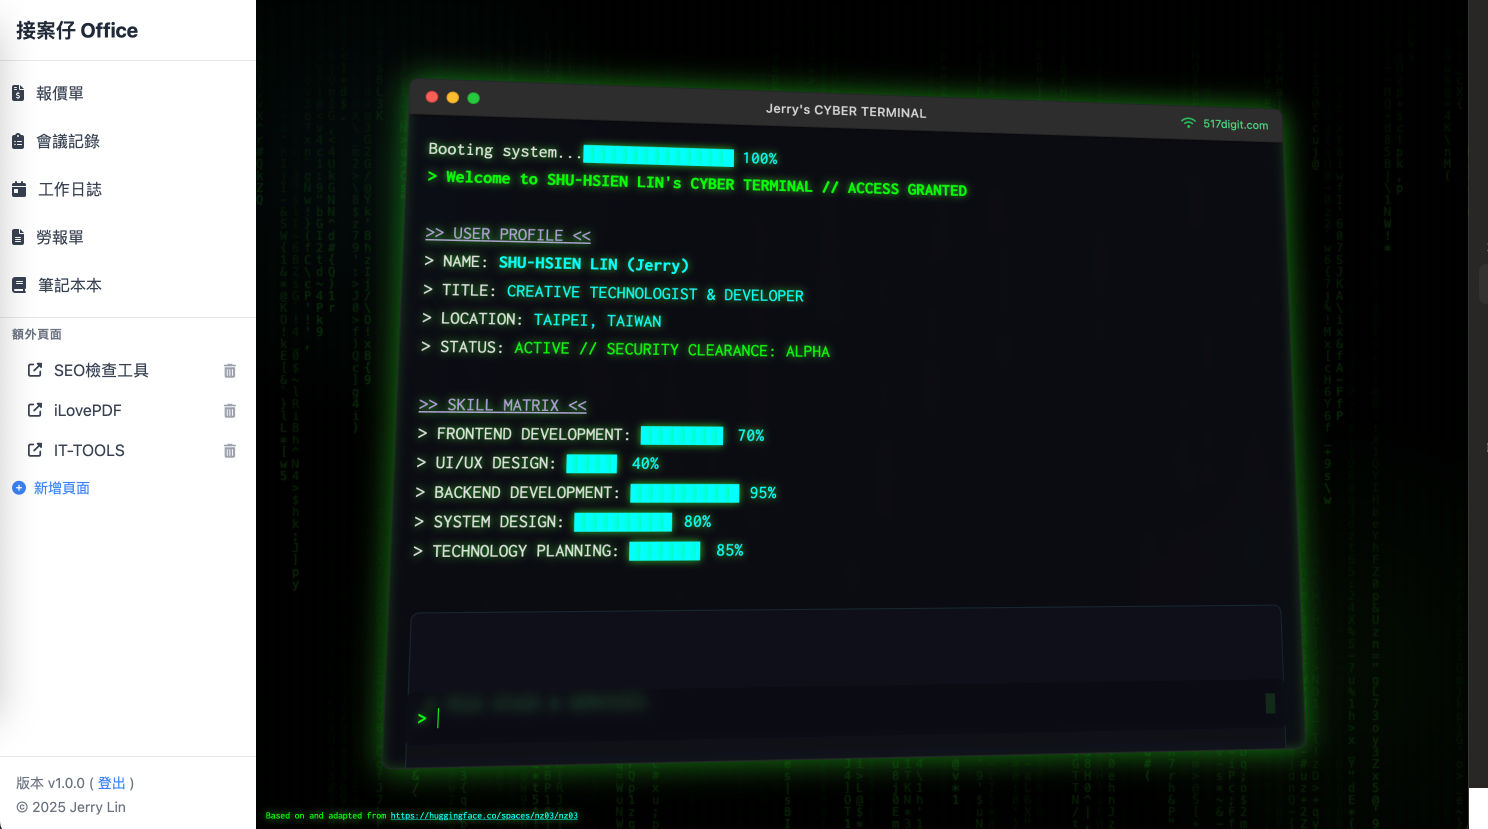 接案仔 Office
報價單
會議記錄
工作日誌
勞報單
筆記本本
額外頁面
SEO檢查工具
iLovePDF
IT-TOOLS
新增頁面
版本 v1.0.0 ( 登出 )
© 2025 Jerry Lin
Jerry's CYBER TERMINAL
517digit.com
Booting system... 100%
> Welcome to SHU-HSIEN LIN's CYBER TERMINAL // ACCESS GRANTED
>> USER PROFILE <<
> NAME: SHU-HSIEN LIN (Jerry)
> TITLE: CREATIVE TECHNOLOGIST & DEVELOPER
> LOCATION: TAIPEI, TAIWAN
> STATUS: ACTIVE // SECURITY CLEARANCE: ALPHA
>> SKILL MATRIX <<
> FRONTEND DEVELOPMENT: 70%
> UI/UX DESIGN: 40%
> BACKEND DEVELOPMENT: 95%
> SYSTEM DESIGN: 80%
> TECHNOLOGY PLANNING: 85%
>
Based on and adapted from https://huggingface.co/spaces/nz03/nz03